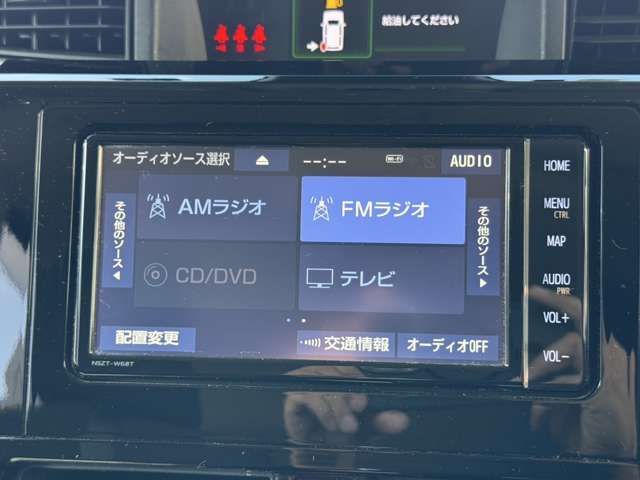 給油してください
オーディオソース選択 --:-- Wi-Fi AUDIO
その他のソース
AMラジオ
FMラジオ
その他のソース
CD/DVD
テレビ
配置変更
交通情報
オーディオOFF
NSZT-W68T
HOME
MENU
CTRL
MAP
AUDIO
PWR
VOL+
VOL-